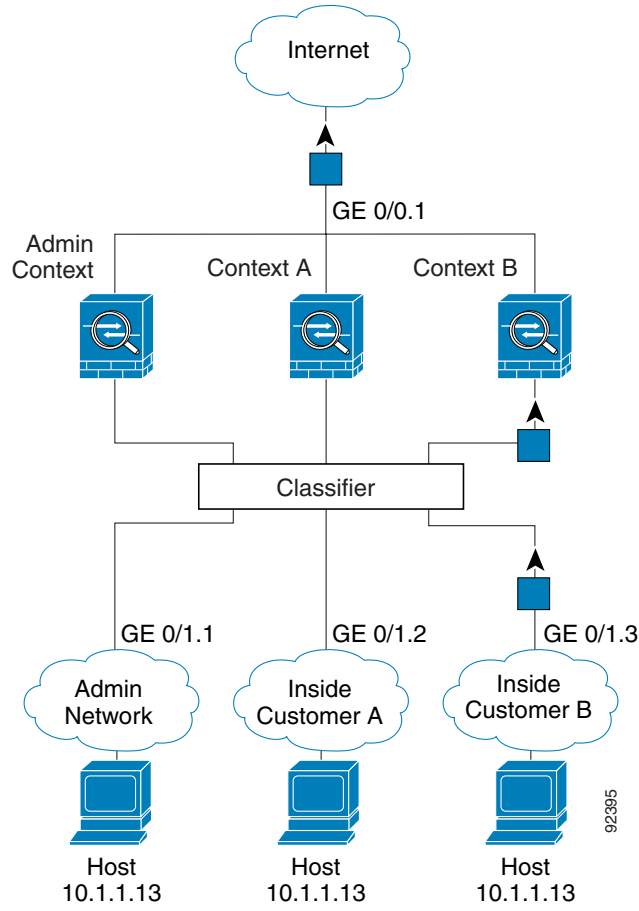 Internet
GE 0/0.1
Admin
Context
Context A
Context B
Classifier
GE 0/1.1
GE 0/1.2
GE 0/1.3
Admin
Network
Inside
Customer A
Inside
Customer B
92395
Host
10.1.1.13
Host
10.1.1.13
Host
10.1.1.13